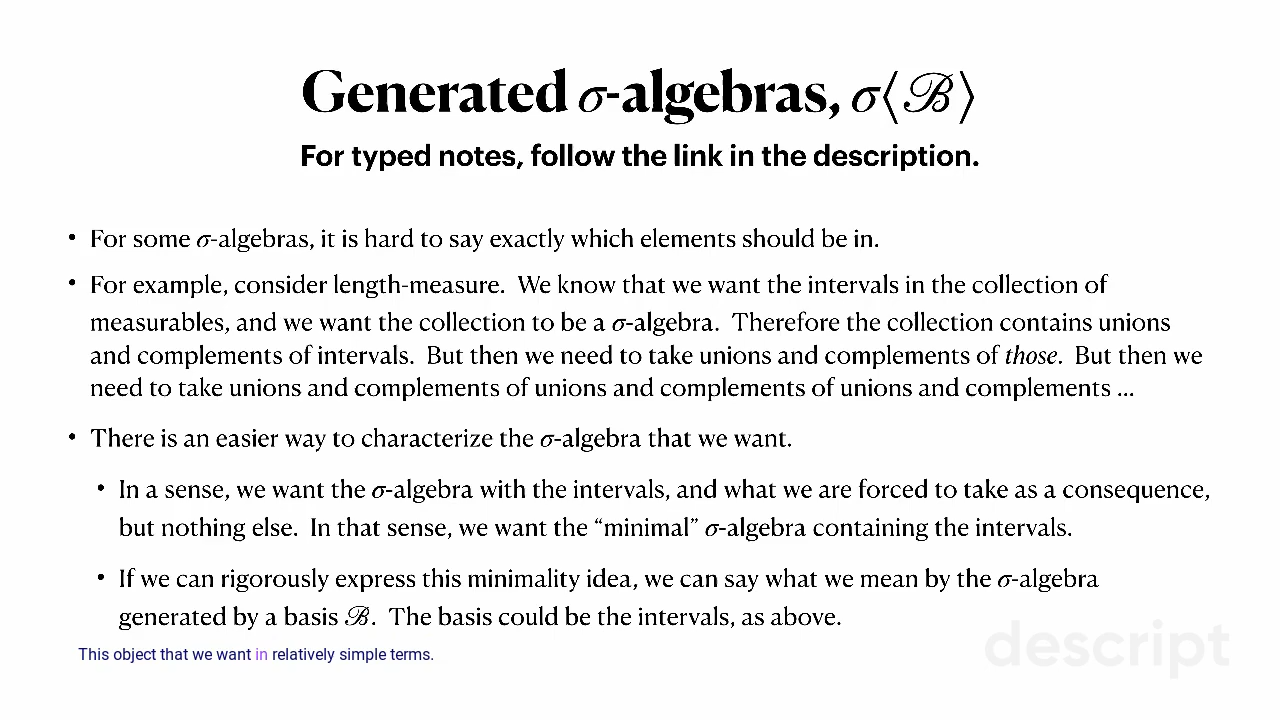 Generated σ-algebras, σ⟨ℬ⟩
For typed notes, follow the link in the description.
• For some σ-algebras, it is hard to say exactly which elements should be in.
• For example, consider length-measure. We know that we want the intervals in the collection of
measurables, and we want the collection to be a σ-algebra. Therefore the collection contains unions
and complements of intervals. But then we need to take unions and complements of those. But then we
need to take unions and complements of unions and complements of unions and complements ...
• There is an easier way to characterize the σ-algebra that we want.
• In a sense, we want the σ-algebra with the intervals, and what we are forced to take as a consequence,
but nothing else. In that sense, we want the “minimal” σ-algebra containing the intervals.
• If we can rigorously express this minimality idea, we can say what we mean by the σ-algebra
generated by a basis ℬ. The basis could be the intervals, as above.
This object that we want in relatively simple terms.
descript